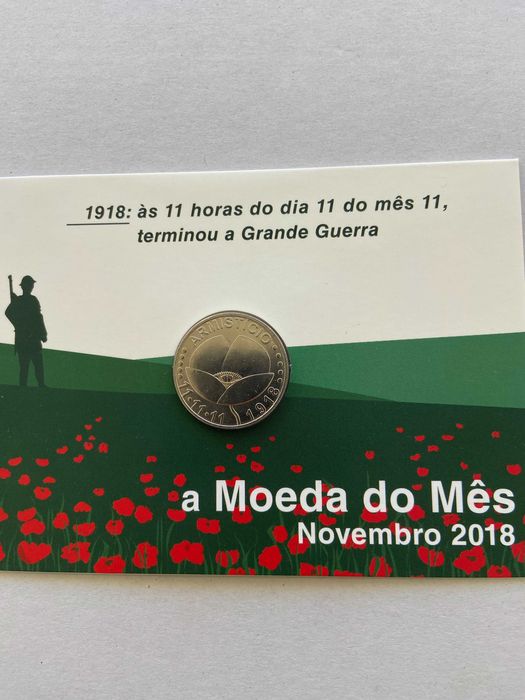 1918: às 11 horas do dia 11 do mês 11,
terminou a Grande Guerra
ARMISTÍCIO
11·11·11
1918
a Moeda do Mês
Novembro 2018